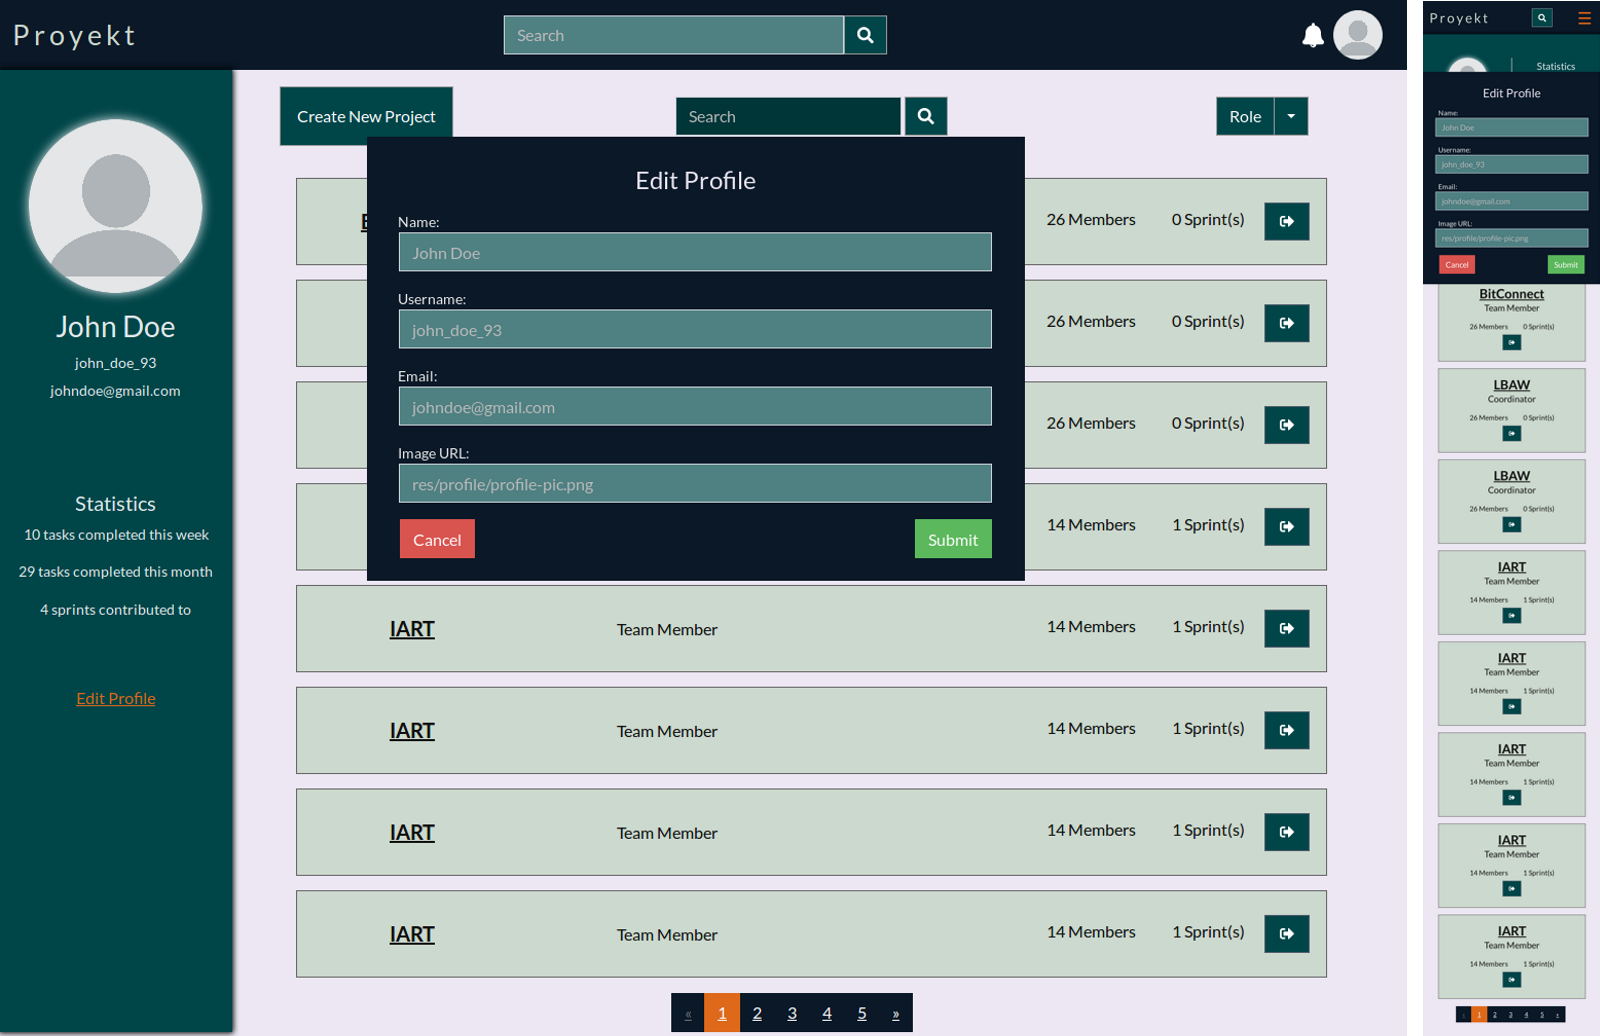 Proyekt
Search
Create New Project
Search
Role
John Doe
john_doe_93
johndoe@gmail.com
Statistics
10 tasks completed this week
29 tasks completed this month
4 sprints contributed to
Edit Profile
Edit Profile
Name:
John Doe
Username:
john_doe_93
Email:
johndoe@gmail.com
Image URL:
res/profile/profile-pic.png
Cancel
Submit
26 Members 0 Sprint(s)
26 Members 0 Sprint(s)
26 Members 0 Sprint(s)
14 Members 1 Sprint(s)
IART Team Member 14 Members 1 Sprint(s)
IART Team Member 14 Members 1 Sprint(s)
IART Team Member 14 Members 1 Sprint(s)
IART Team Member 14 Members 1 Sprint(s)
« 1 2 3 4 5 »
Proyekt
Statistics
Edit Profile
Name:
John Doe
Username:
john_doe_93
Email:
johndoe@gmail.com
Image URL:
res/profile/profile-pic.png
Cancel
Submit
BitConnect
Team Member
26 Members 0 Sprint(s)
LBAW
Coordinator
26 Members 0 Sprint(s)
LBAW
Coordinator
26 Members 0 Sprint(s)
IART
Team Member
14 Members 1 Sprint(s)
IART
Team Member
14 Members 1 Sprint(s)
IART
Team Member
14 Members 1 Sprint(s)
IART
Team Member
14 Members 1 Sprint(s)
IART
Team Member
14 Members 1 Sprint(s)
« 1 2 3 4 5 »